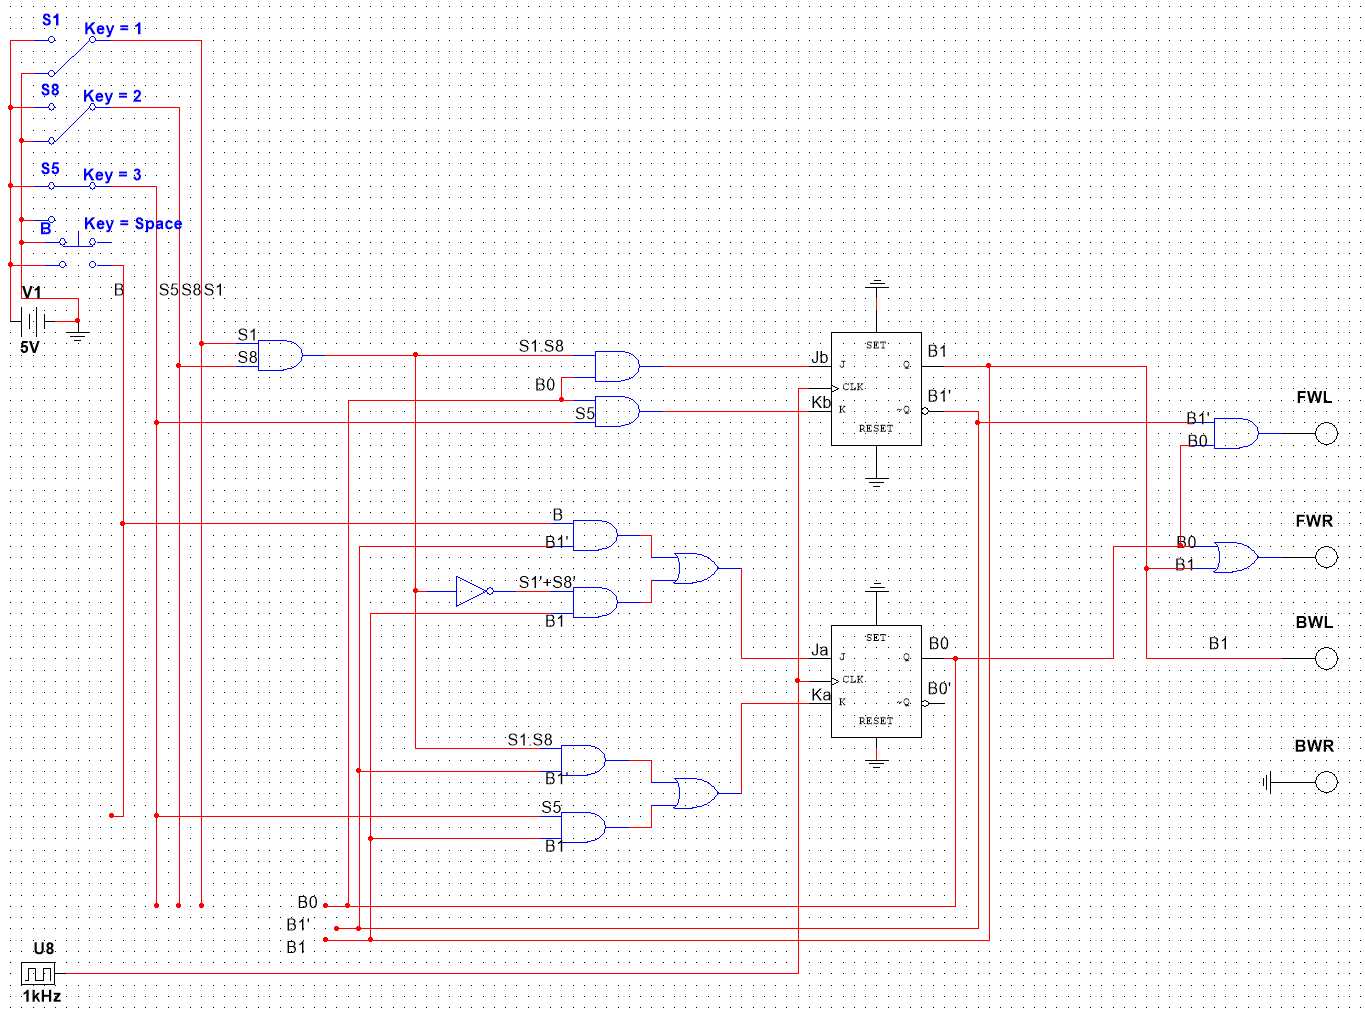 S1
Key = 1
S8
Key = 2
S5
Key = 3
B
Key = Space
V1
5V
B
S5 S8 S1
S1
S8
S1.S8
B0
S5
Jb
Kb
SET
J
Q
CLK
K
~Q
RESET
B1
B1'
FWL
B1'
B0
B
B1'
S1'+S8'
B1
FWR
B0
B1
Ja
Ka
SET
J
Q
CLK
K
~Q
RESET
B0
B0'
BWL
B1
BWR
S1.S8
B1'
S5
B1
B0
B1'
B1
U8
1kHz